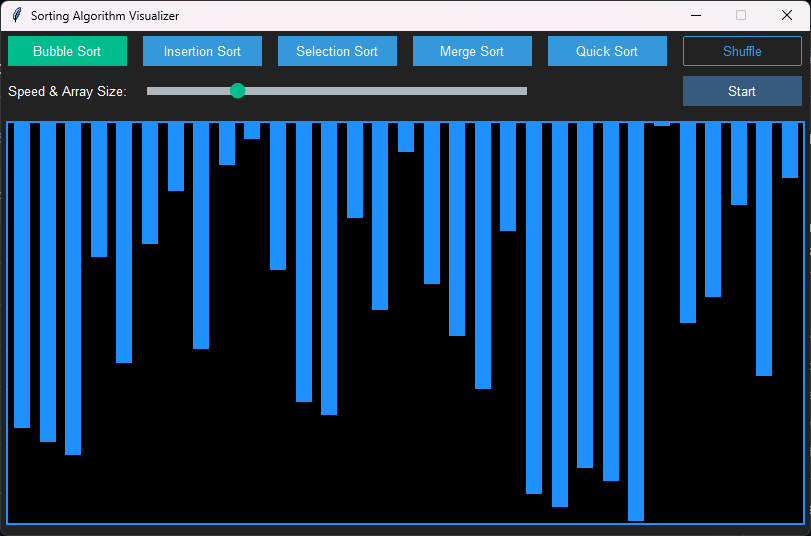 Sorting Algorithm Visualizer
Bubble Sort
Insertion Sort
Selection Sort
Merge Sort
Quick Sort
Shuffle
Speed & Array Size:
Start